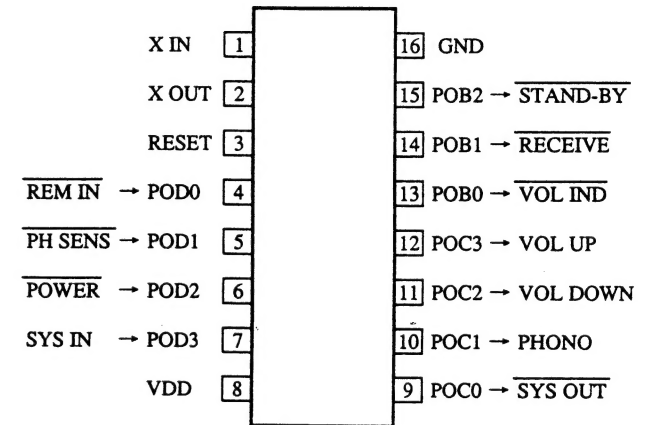 X IN 1 16 GND
X OUT 2 15 POB2 → STAND-BY
RESET 3 14 POB1 → RECEIVE
REM IN → POD0 4 13 POB0 → VOL IND
PH SENS → POD1 5 12 POC3 → VOL UP
POWER → POD2 6 11 POC2 → VOL DOWN
SYS IN → POD3 7 10 POC1 → PHONO
VDD 8 9 POC0 → SYS OUT